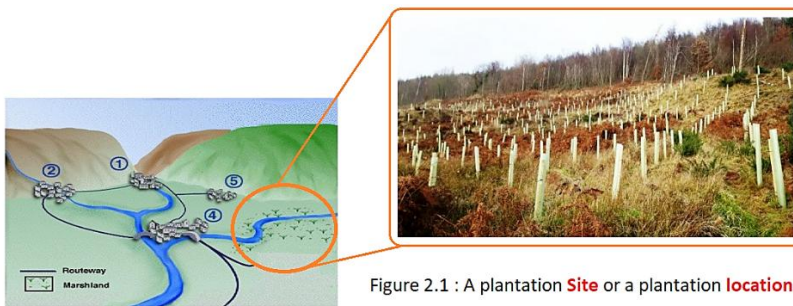 ①
②
⑤
④
Routeway
Marshland
Figure 2.1 : A plantation Site or a plantation location